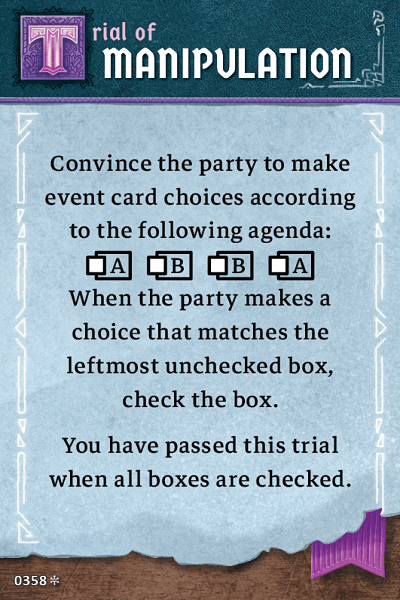 Trial of
MANIPULATION
Convince the party to make
event card choices according
to the following agenda:
A B B A
When the party makes a
choice that matches the
leftmost unchecked box,
check the box.
You have passed this trial
when all boxes are checked.
0358✻